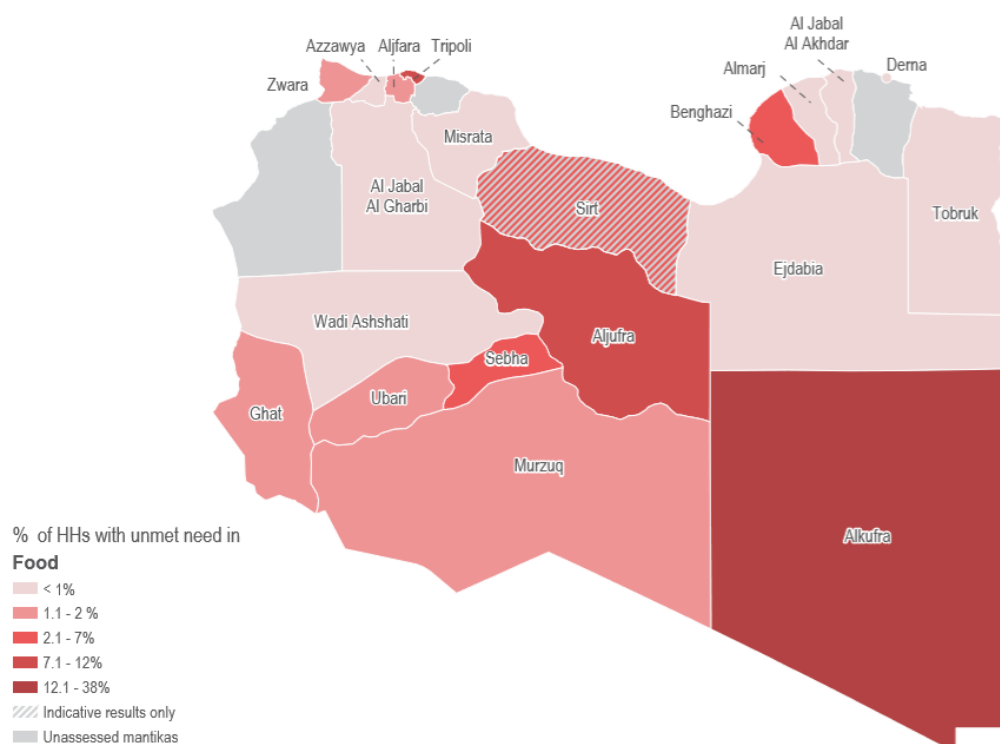 Al Jabal
Al Akhdar
Azzawya
Aljfara
Tripoli
Derna
Almarj
Zwara
Benghazi
Misrata
Al Jabal
Al Gharbi
Sirt
Tobruk
Ejdabia
Wadi Ashshati
Aljufra
Sebha
Ubari
Ghat
Murzuq
Alkufra
% of HHs with unmet need in
Food
< 1%
1.1 - 2 %
2.1 - 7%
7.1 - 12%
12.1 - 38%
Indicative results only
Unassessed mantikas